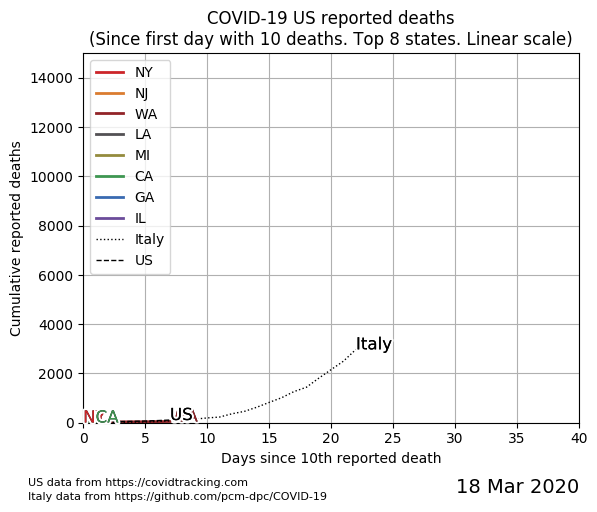 COVID-19 US reported deaths
(Since first day with 10 deaths. Top 8 states. Linear scale)
Cumulative reported deaths
14000
12000
10000
8000
6000
4000
2000
0
NY
NJ
WA
LA
MI
CA
GA
IL
Italy
US
Italy
CA
US
0 5 10 15 20 25 30 35 40
Days since 10th reported death
US data from https://covidtracking.com
Italy data from https://github.com/pcm-dpc/COVID-19
18 Mar 2020